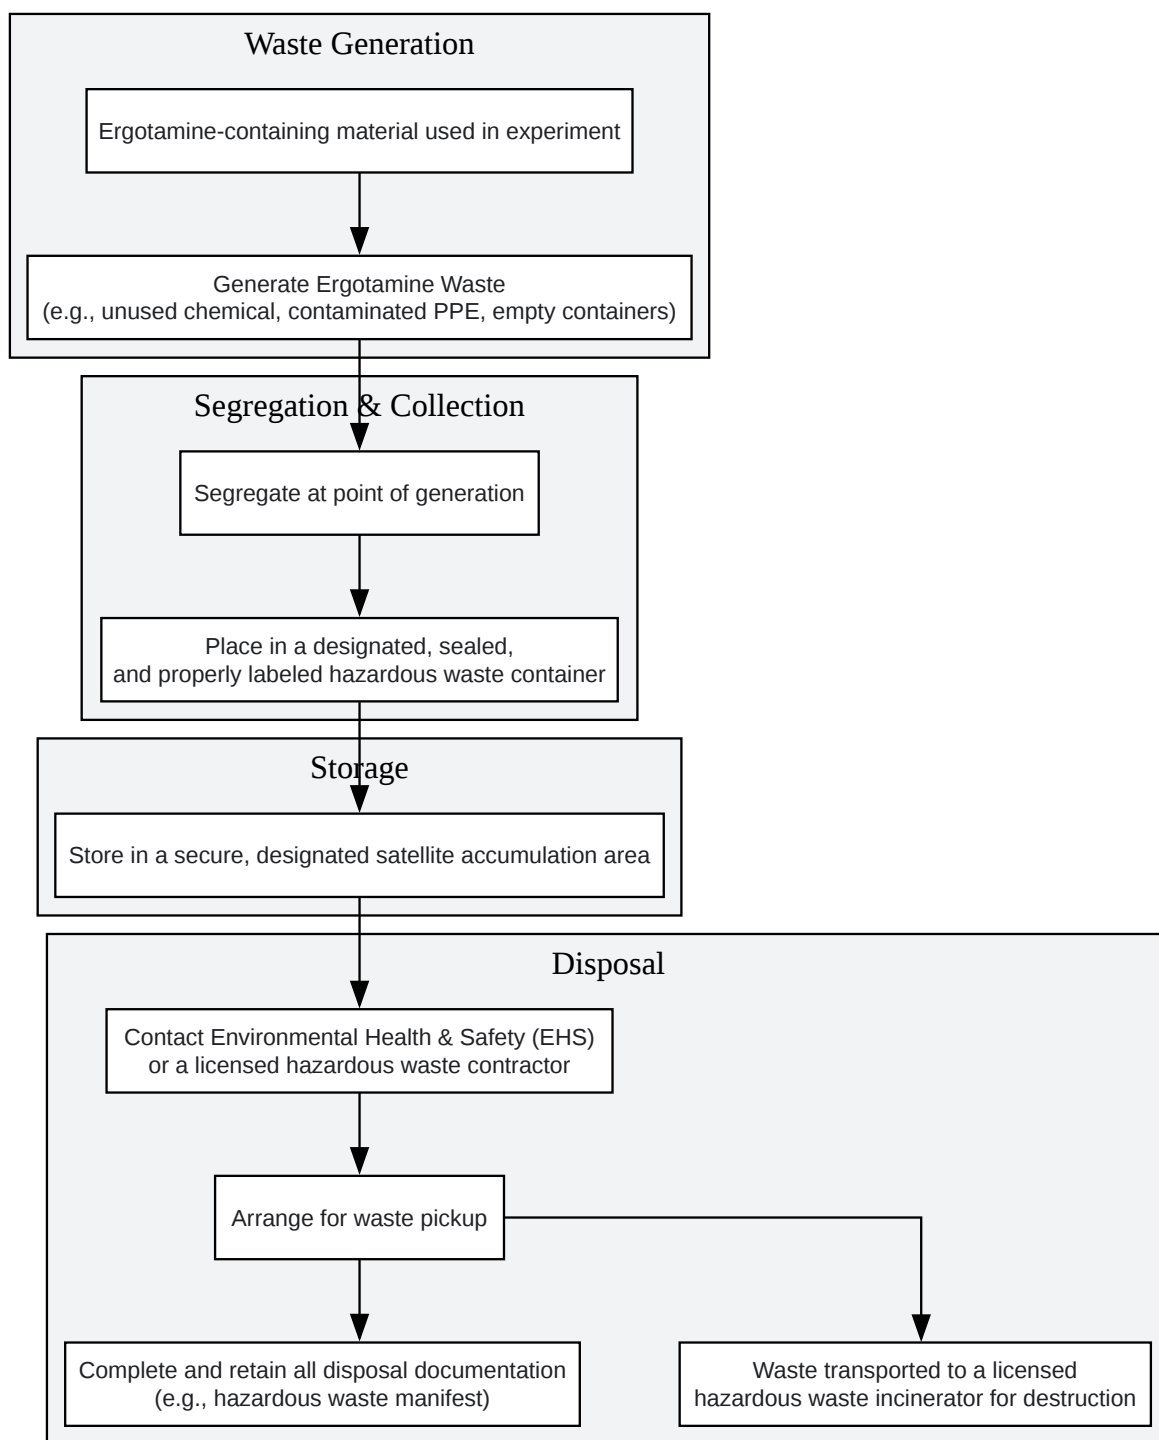 Waste Generation
Ergotamine-containing material used in experiment
Generate Ergotamine Waste
(e.g., unused chemical, contaminated PPE, empty containers)
Segregation & Collection
Segregate at point of generation
Place in a designated, sealed,
and properly labeled hazardous waste container
Storage
Store in a secure, designated satellite accumulation area
Disposal
Contact Environmental Health & Safety (EHS)
or a licensed hazardous waste contractor
Arrange for waste pickup
Complete and retain all disposal documentation
(e.g., hazardous waste manifest)
Waste transported to a licensed
hazardous waste incinerator for destruction